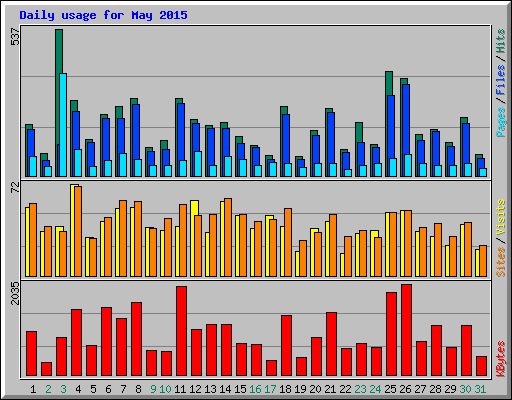 Daily usage for May 2015
537
Pages / Files / Hits
72
Sites / Visits
2035
KBytes
1 2 3 4 5 6 7 8 9 10 11 12 13 14 15 16 17 18 19 20 21 22 23 24 25 26 27 28 29 30 31